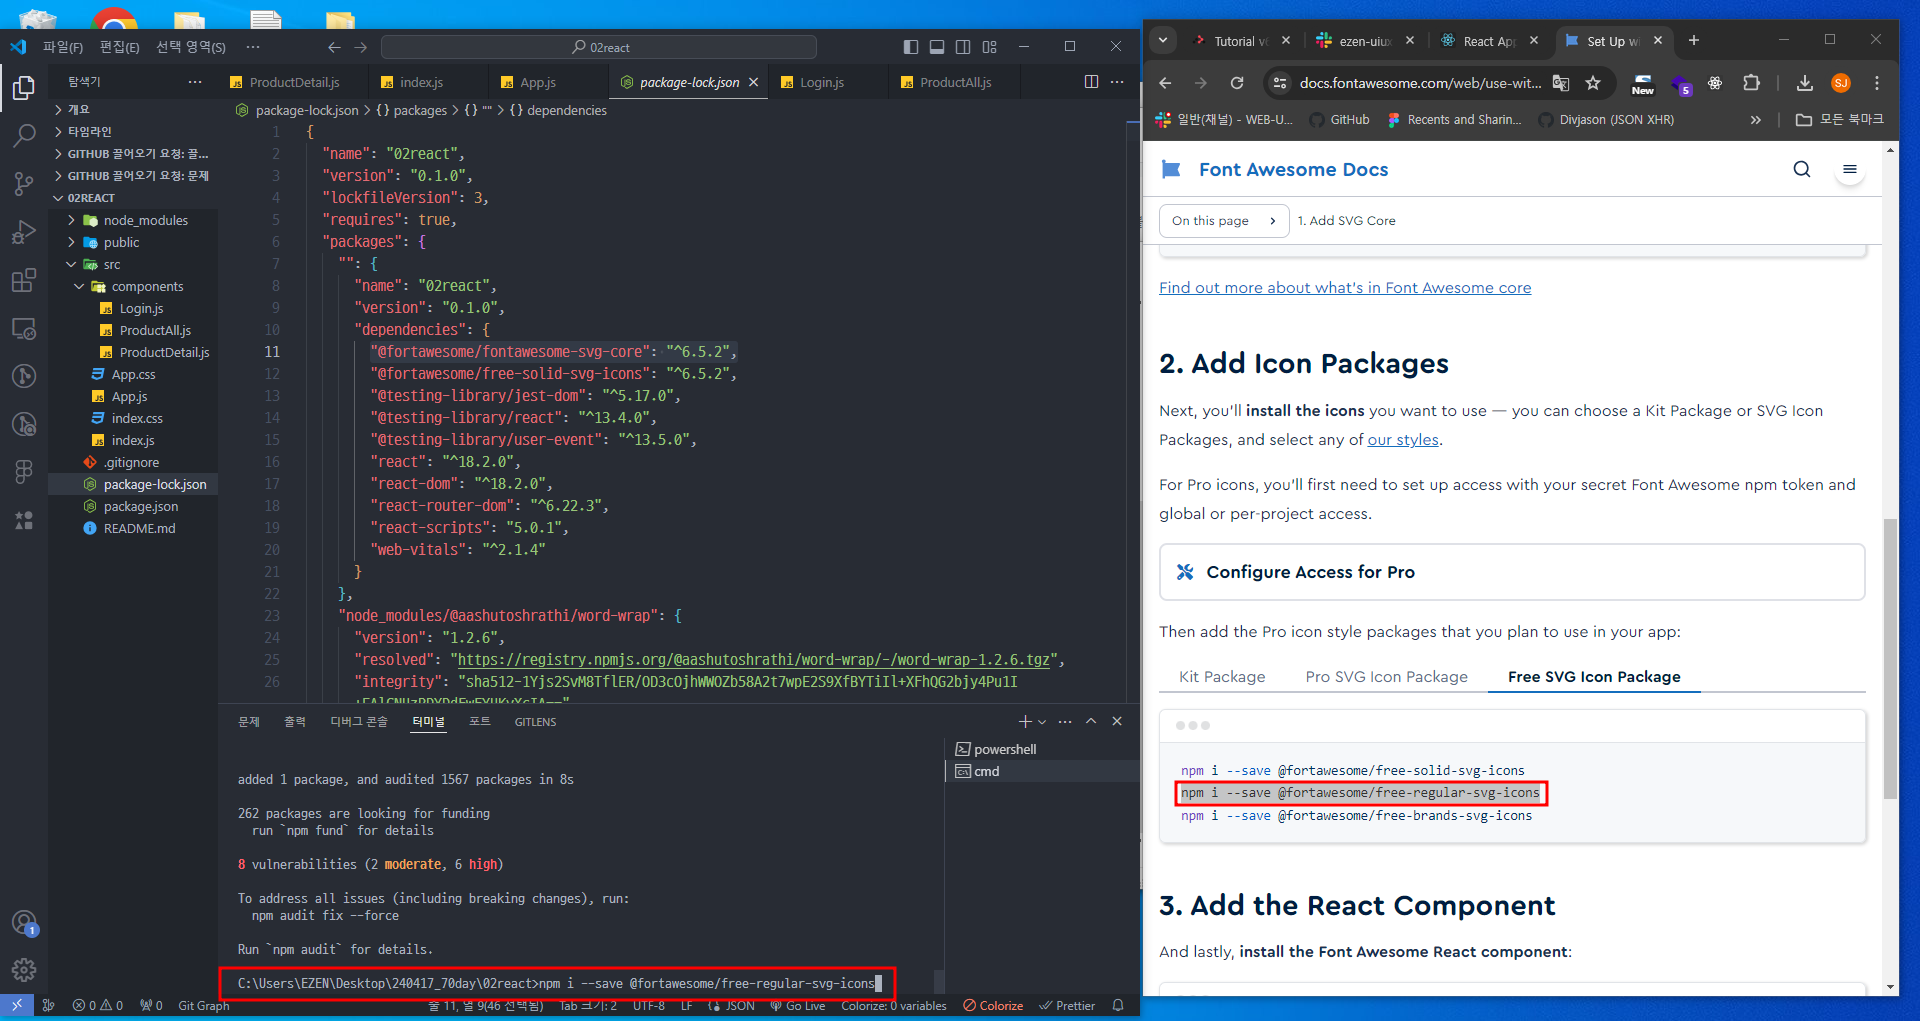 파일(F) 편집(E) 선택 영역(S) ··· 02react
탐색기 ···
개요
타임라인
GITHUB 끌어오기 요청: 끌...
GITHUB 끌어오기 요청: 문제
02REACT
node_modules
public
src
components
Login.js
ProductAll.js
ProductDetail.js
App.css
App.js
index.css
index.js
.gitignore
package-lock.json
package.json
README.md
ProductDetail.js index.js App.js package-lock.json Login.js ProductAll.js
package-lock.json > {} packages > {} "" > {} dependencies
1 {
2 "name": "02react",
3 "version": "0.1.0",
4 "lockfileVersion": 3,
5 "requires": true,
6 "packages": {
7 "": {
8 "name": "02react",
9 "version": "0.1.0",
10 "dependencies": {
11 "@fortawesome/fontawesome-svg-core": "^6.5.2",
12 "@fortawesome/free-solid-svg-icons": "^6.5.2",
13 "@testing-library/jest-dom": "^5.17.0",
14 "@testing-library/react": "^13.4.0",
15 "@testing-library/user-event": "^13.5.0",
16 "react": "^18.2.0",
17 "react-dom": "^18.2.0",
18 "react-router-dom": "^6.22.3",
19 "react-scripts": "5.0.1",
20 "web-vitals": "^2.1.4"
21 }
22 },
23 "node_modules/@aashutoshrathi/word-wrap": {
24 "version": "1.2.6",
25 "resolved": "https://registry.npmjs.org/@aashutoshrathi/word-wrap/-/word-wrap-1.2.6.tgz",
26 "integrity": "sha512-1Yjs2SvM8TflER/OD3cOjhWWOZb58A2t7wpE2S9XfBYTiIl+XFhQG2bjy4Pu1I
문제 출력 디버그 콘솔 터미널 포트 GITLENS
powershell
cmd
added 1 package, and audited 1567 packages in 8s
262 packages are looking for funding
run `npm fund` for details
8 vulnerabilities (2 moderate, 6 high)
To address all issues (including breaking changes), run:
npm audit fix --force
Run `npm audit` for details.
C:\Users\EZEN\Desktop\240417_70day\02react>npm i --save @fortawesome/free-regular-svg-icons
1
0 0 0 Git Graph 줄 11, 열 9(46 선택됨) Tab 크기: 2 UTF-8 LF {} JSON Go Live Colorize: 0 variables Colorize Prettier
Tutorial v6 ezen-uiux React App Set Up wi
docs.fontawesome.com/web/use-wit... New 5 SJ
일반(채널) - WEB-U... GitHub Recents and Sharin... Divjason (JSON XHR) » 모든 북마크
Font Awesome Docs
On this page > 1. Add SVG Core
Find out more about what's in Font Awesome core
2. Add Icon Packages
Next, you'll install the icons you want to use — you can choose a Kit Package or SVG Icon
Packages, and select any of our styles.
For Pro icons, you'll first need to set up access with your secret Font Awesome npm token and
global or per-project access.
Configure Access for Pro
Then add the Pro icon style packages that you plan to use in your app:
Kit Package Pro SVG Icon Package Free SVG Icon Package
npm i --save @fortawesome/free-solid-svg-icons
npm i --save @fortawesome/free-regular-svg-icons
npm i --save @fortawesome/free-brands-svg-icons
3. Add the React Component
And lastly, install the Font Awesome React component: